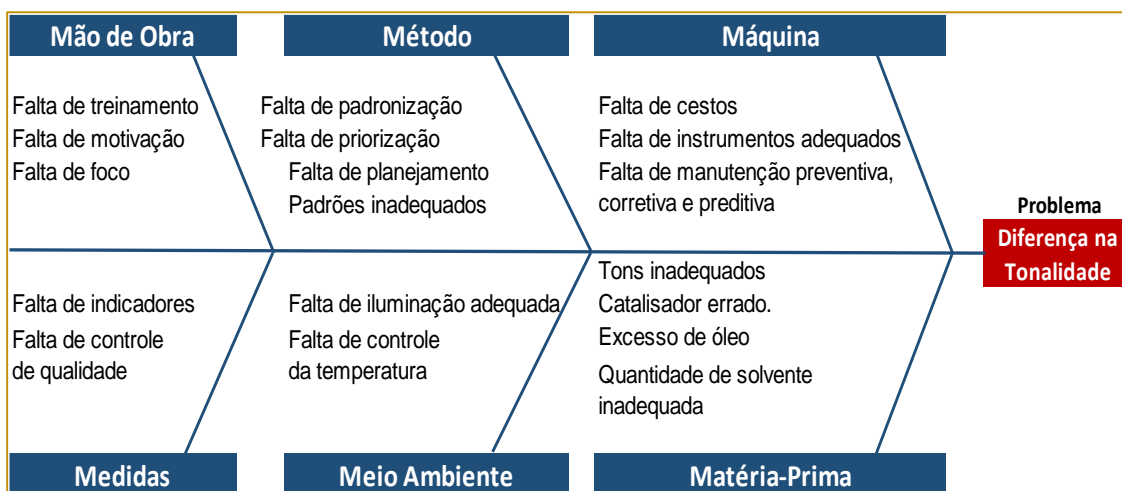 Mão de Obra
Método
Máquina
Falta de treinamento
Falta de motivação
Falta de foco
Falta de padronização
Falta de priorização
Falta de planejamento
Padrões inadequados
Falta de cestos
Falta de instrumentos adequados
Falta de manutenção preventiva,
corretiva e preditiva
Problema
Diferença na
Tonalidade
Falta de indicadores
Falta de controle
de qualidade
Falta de iluminação adequada
Falta de controle
da temperatura
Tons inadequados
Catalisador errado.
Excesso de óleo
Quantidade de solvente
inadequada
Medidas
Meio Ambiente
Matéria-Prima